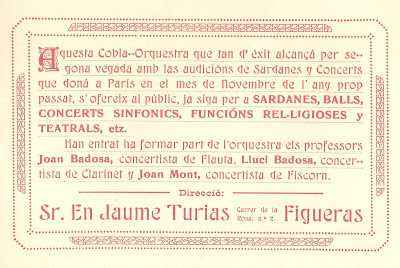 Aquesta Cobla--Orquestra que tan d' éxit alcançá per se-
gona vegada amb las audicións de Sardanes y Concerts
que doná a París en el mes de Novembre de l' any prop
passat, s'ofereix al públic, ja siga per a SARDANES, BALLS,
CONCERTS SINFONICS, FUNCIÓNS REL-LIGIOSES y
TEATRALS, etz.
Han entrat ha formar part de l'orquestra els professors
Joan Badosa, concertista de Flauta, Lluci Badosa, concer-
tista de Clarinet y Joan Mont, concertista de Fiscorn.
Direcció:
Sr. En Jaume Turias Carrer de la Rosa, n.º 2. Figueras